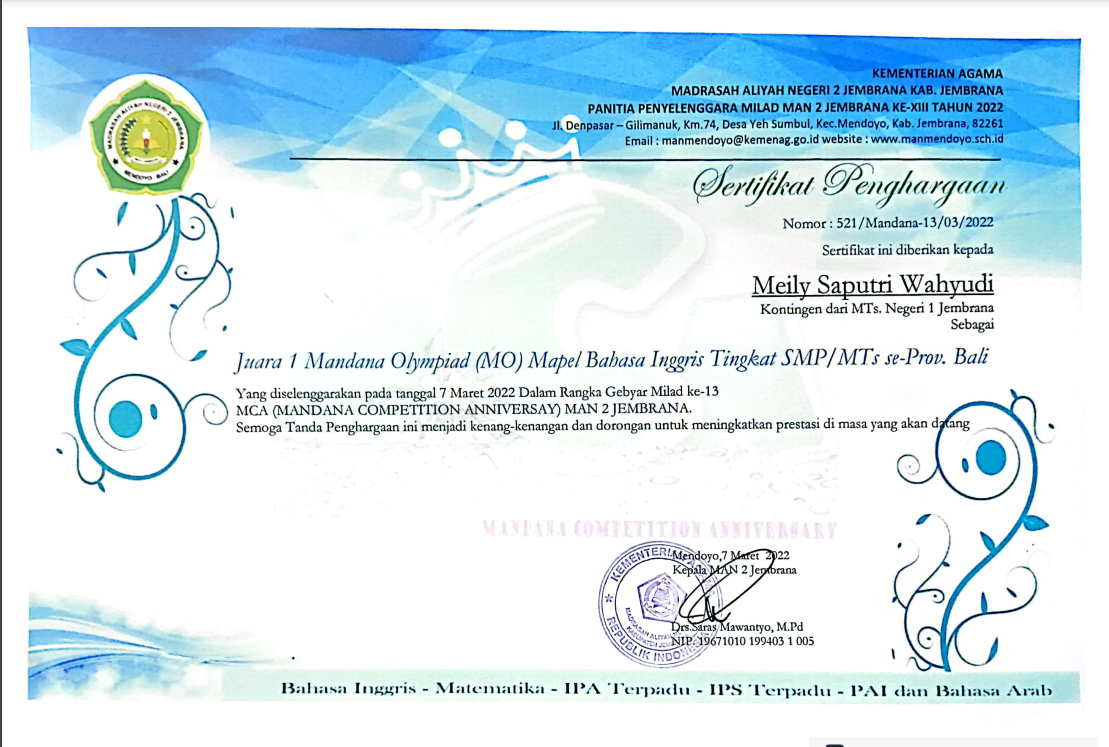 KEMENTERIAN AGAMA
MADRASAH ALIYAH NEGERI 2 JEMBRANA KAB. JEMBRANA
PANITIA PENYELENGGARA MILAD MAN 2 JEMBRANA KE-XIII TAHUN 2022
Jl. Denpasar – Gilimanuk, Km.74, Desa Yeh Sumbul, Kec.Mendoyo, Kab. Jembrana, 82261
Email : manmendoyo@kemenag.go.id website : www.manmendoyo.sch.id
MADRASAH ALIYAH NEGERI 2 JEMBRANA
MENDOYO - BALI
Sertifikat Penghargaan
Nomor : 521/Mandana-13/03/2022
Sertifikat ini diberikan kepada
Meily Saputri Wahyudi
Kontingen dari MTs. Negeri 1 Jembrana
Sebagai
Juara 1 Mandana Olympiad (MO) Mapel Bahasa Inggris Tingkat SMP/MTs se-Prov. Bali
Yang diselenggarakan pada tanggal 7 Maret 2022 Dalam Rangka Gebyar Milad ke-13
MCA (MANDANA COMPETITION ANNIVERSAY) MAN 2 JEMBRANA.
Semoga Tanda Penghargaan ini menjadi kenang-kenangan dan dorongan untuk meningkatkan prestasi di masa yang akan datang
MANDANA COMPETITION ANNIVERSARY
Mendoyo,7 Maret 2022
Kepala MAN 2 Jembrana
REPUBLIK INDONESIA
Drs.Saras Mawantyo, M.Pd
NIP. 19671010 199403 1 005
Bahasa Inggris - Matematika - IPA Terpadu - IPS Terpadu - PAI dan Bahasa Arab